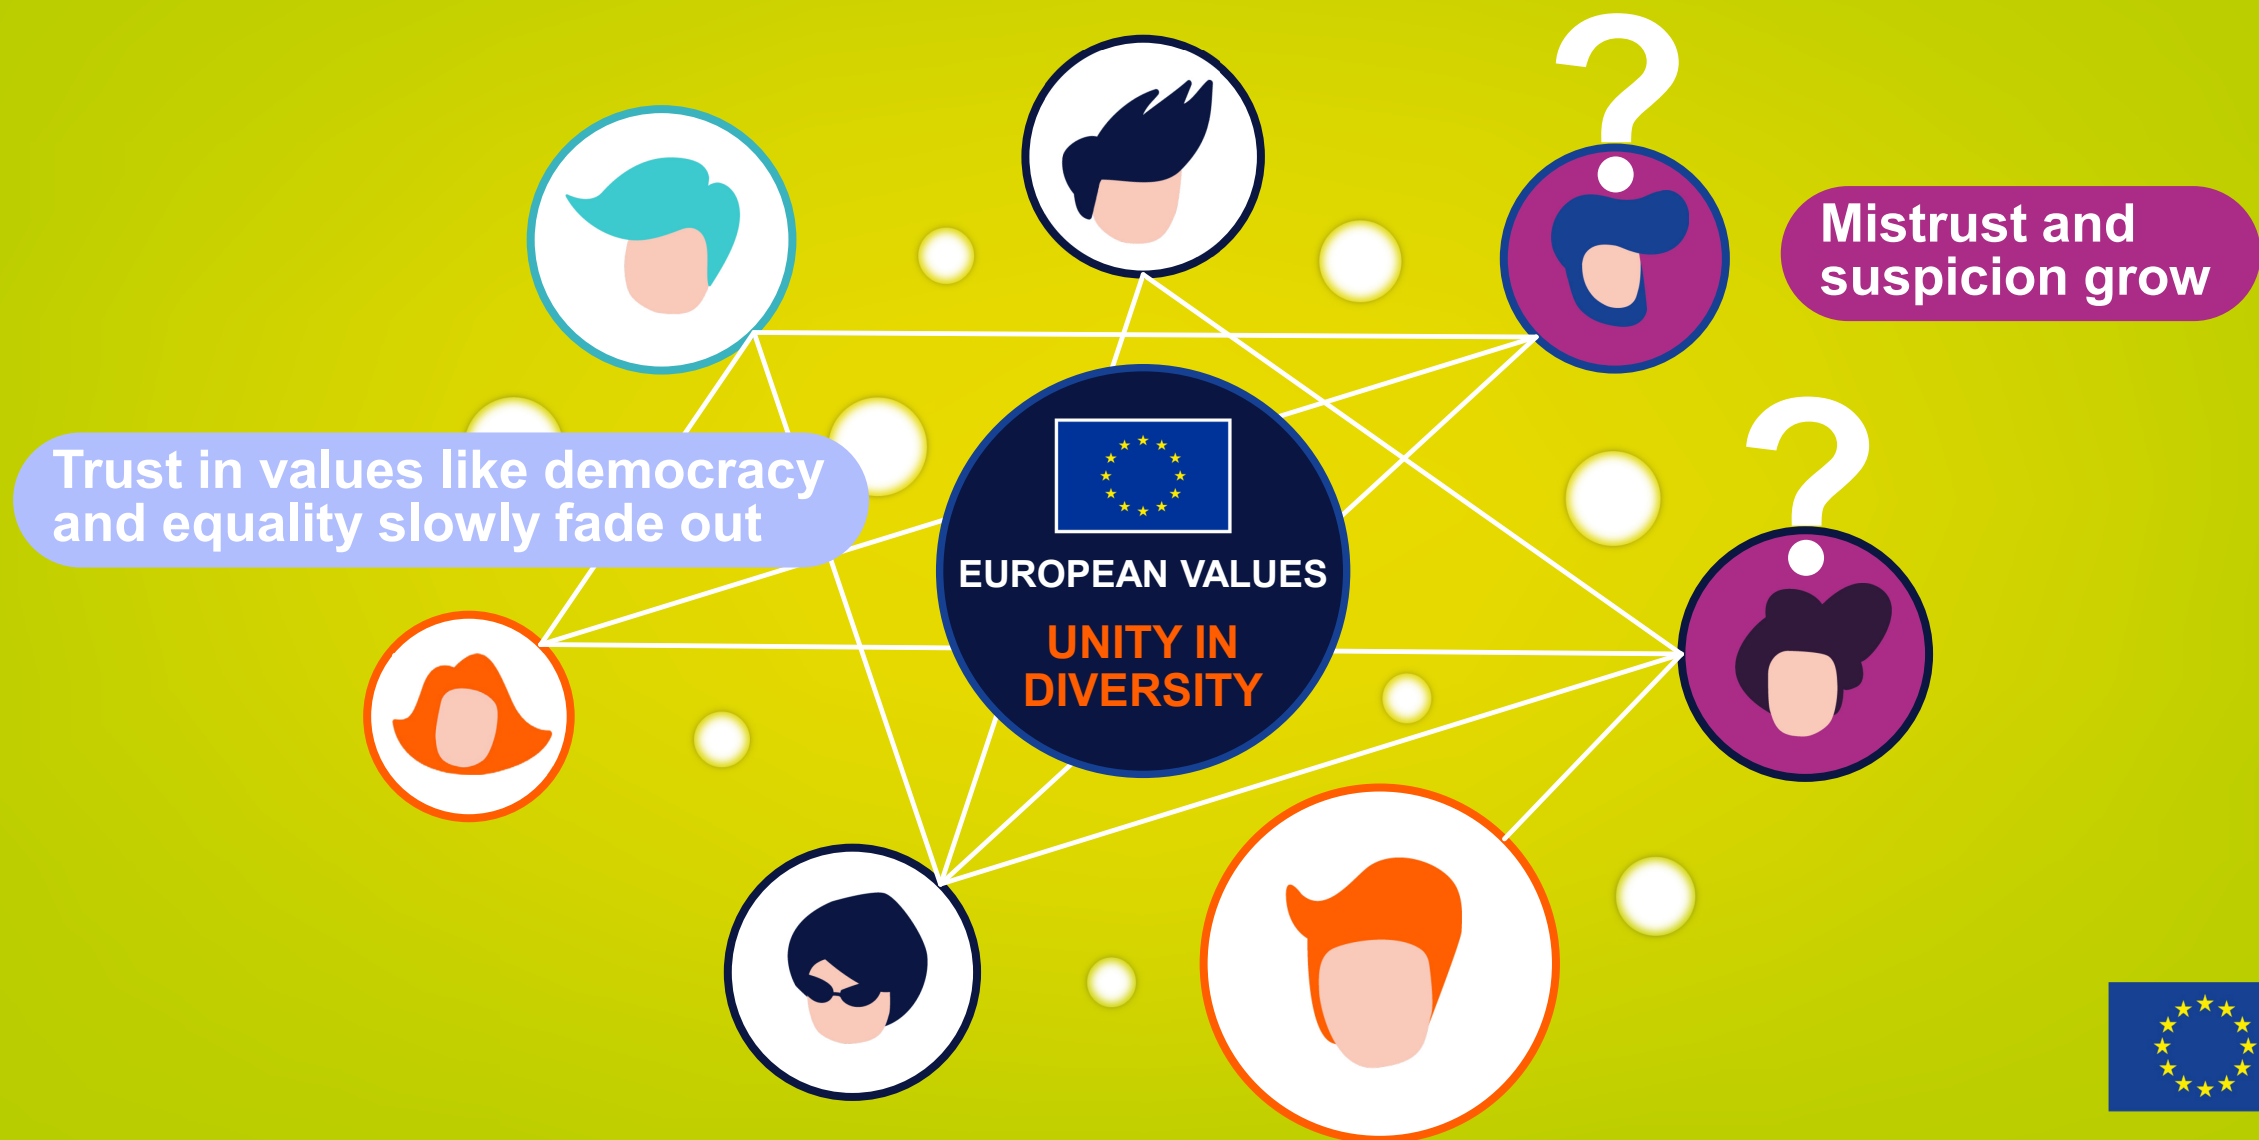 ?
Mistrust and
suspicion grow
?
Trust in values like democracy
and equality slowly fade out
EUROPEAN VALUES
UNITY IN
DIVERSITY